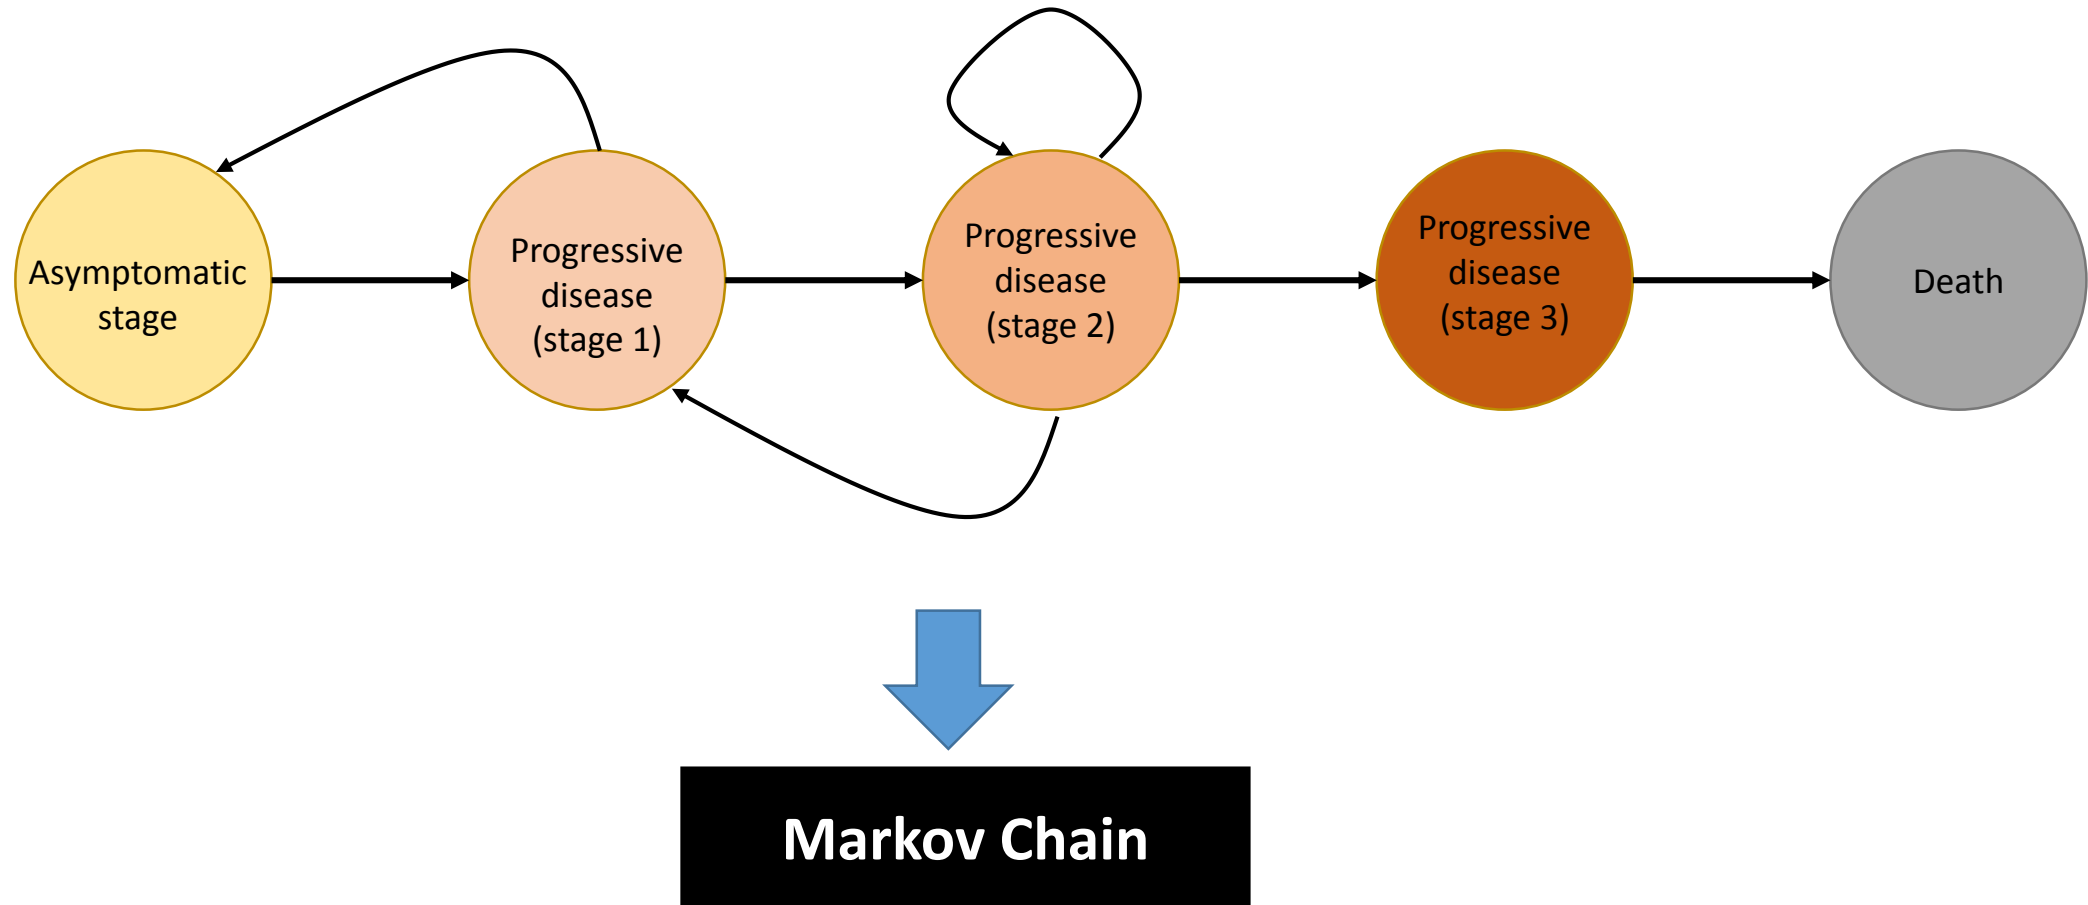 Asymptomatic
stage
Progressive
disease
(stage 1)
Progressive
disease
(stage 2)
Progressive
disease
(stage 3)
Death
Markov Chain